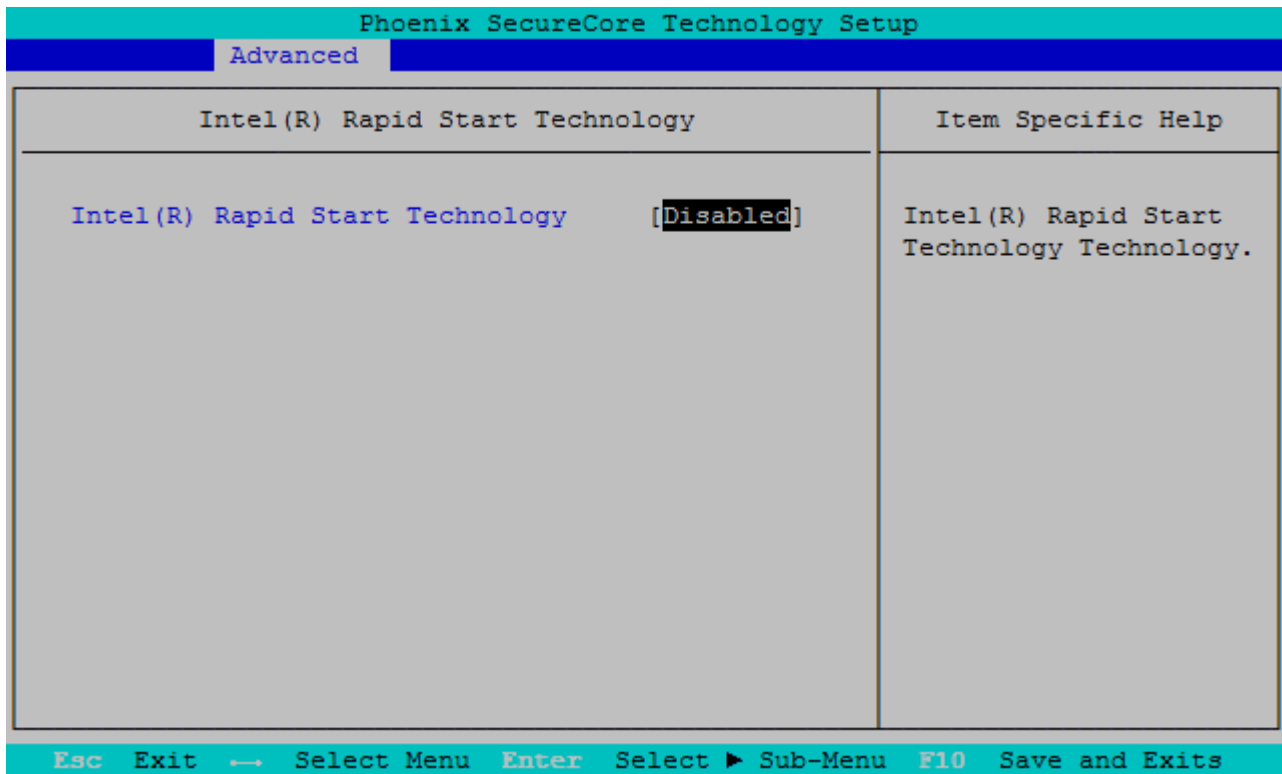 Phoenix SecureCore Technology Setup
Advanced
Intel(R) Rapid Start Technology
Item Specific Help
Intel(R) Rapid Start Technology [Disabled]
Intel(R) Rapid Start
Technology Technology.
Esc Exit ←→ Select Menu Enter Select ▶ Sub-Menu F10 Save and Exits